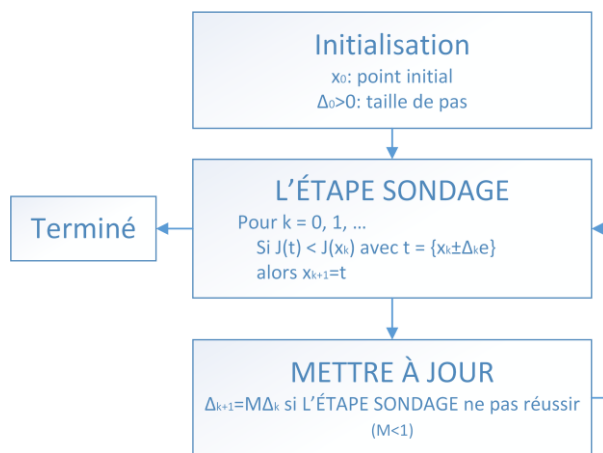 Initialisation
x₀: point initial
Δ₀>0: taille de pas
L'ÉTAPE SONDAGE
Pour k = 0, 1, …
Si J(t) < J(xₖ) avec t = {xₖ±Δₖe}
alors xₖ₊₁=t
Terminé
METTRE À JOUR
Δₖ₊₁=MΔₖ si L'ÉTAPE SONDAGE ne pas réussir
(M<1)